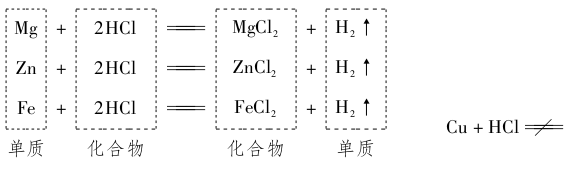 Mg + 2HCl ══ MgCl₂ + H₂↑
Zn + 2HCl ══ ZnCl₂ + H₂↑
Fe + 2HCl ══ FeCl₂ + H₂↑
Cu + HCl ═╱═
单质 化合物 化合物 单质